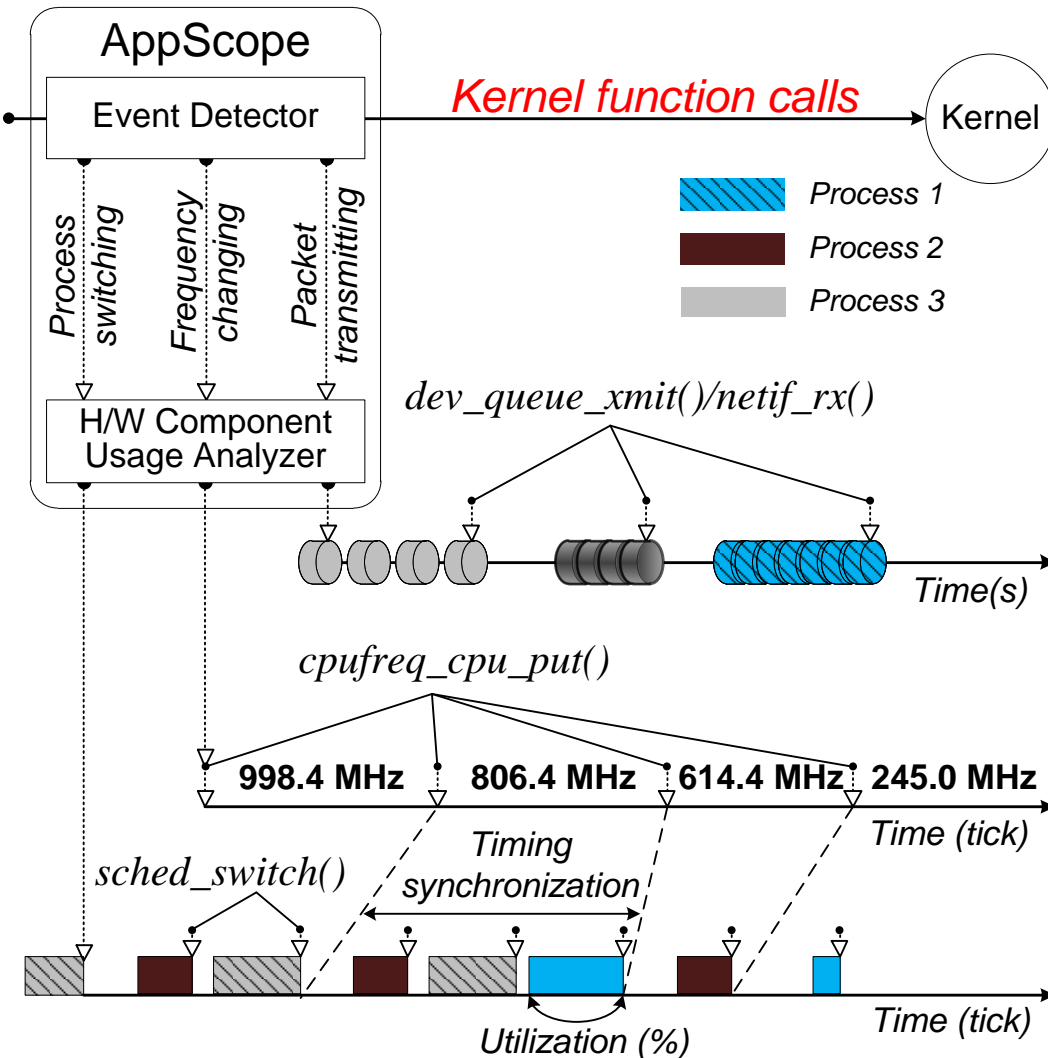 AppScope
Event Detector
Kernel function calls
Kernel
Process
switching
Frequency
changing
Packet
transmitting
Process 1
Process 2
Process 3
H/W Component
Usage Analyzer
dev_queue_xmit()/netif_rx()
Time(s)
cpufreq_cpu_put()
998.4 MHz
806.4 MHz
614.4 MHz
245.0 MHz
Time (tick)
Timing
synchronization
sched_switch()
Time (tick)
Utilization (%)